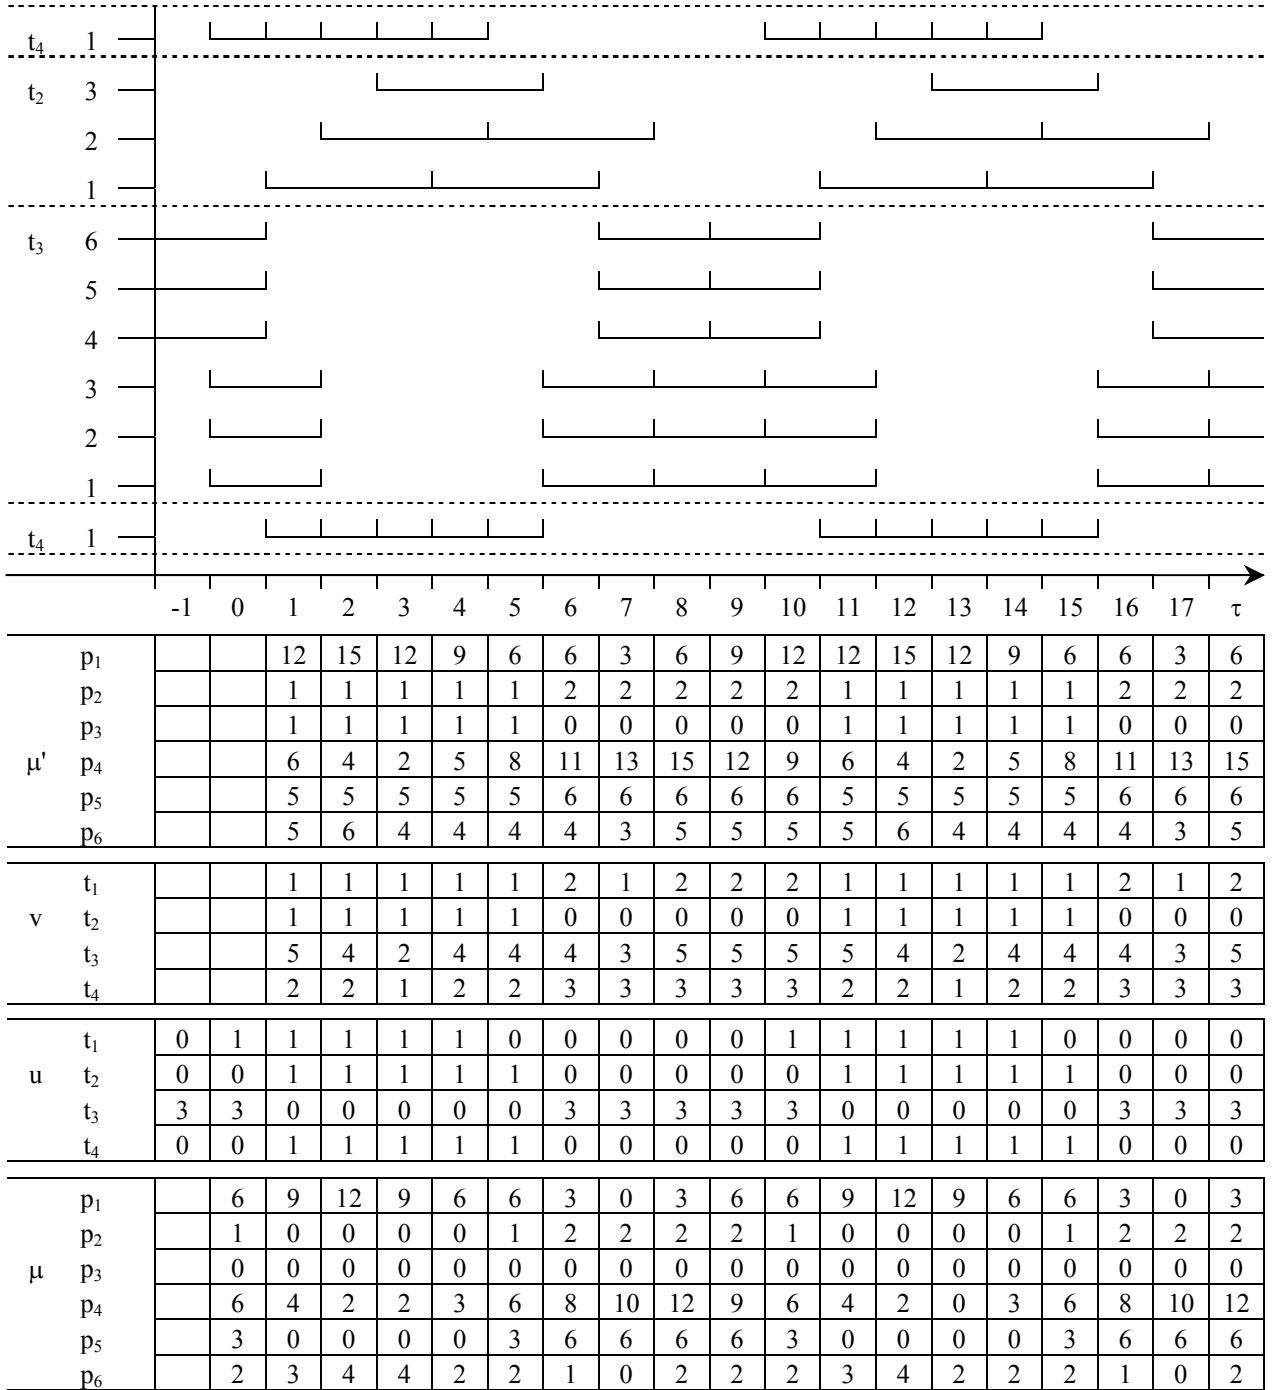 t4 1
t2 3
2
1
t3 6
5
4
3
2
1
t4 1
-1 0 1 2 3 4 5 6 7 8 9 10 11 12 13 14 15 16 17 τ
p1 12 15 12 9 6 6 3 6 9 12 12 15 12 9 6 6 3 6
p2 1 1 1 1 1 2 2 2 2 2 1 1 1 1 1 2 2 2
p3 1 1 1 1 1 0 0 0 0 0 1 1 1 1 1 0 0 0
μ' p4 6 4 2 5 8 11 13 15 12 9 6 4 2 5 8 11 13 15
p5 5 5 5 5 5 6 6 6 6 6 5 5 5 5 5 6 6 6
p6 5 6 4 4 4 4 3 5 5 5 5 6 4 4 4 4 3 5
t1 1 1 1 1 1 2 1 2 2 2 1 1 1 1 1 2 1 2
v t2 1 1 1 1 1 0 0 0 0 0 1 1 1 1 1 0 0 0
t3 5 4 2 4 4 4 3 5 5 5 5 4 2 4 4 4 3 5
t4 2 2 1 2 2 3 3 3 3 3 2 2 1 2 2 3 3 3
t1 0 1 1 1 1 1 0 0 0 0 0 1 1 1 1 1 0 0 0 0
u t2 0 0 1 1 1 1 1 0 0 0 0 0 1 1 1 1 1 0 0 0
t3 3 3 0 0 0 0 0 3 3 3 3 3 0 0 0 0 0 3 3 3
t4 0 0 1 1 1 1 1 0 0 0 0 0 1 1 1 1 1 0 0 0
p1 6 9 12 9 6 6 3 0 3 6 6 9 12 9 6 6 3 0 3
p2 1 0 0 0 0 1 2 2 2 2 1 0 0 0 0 1 2 2 2
μ p3 0 0 0 0 0 0 0 0 0 0 0 0 0 0 0 0 0 0 0
p4 6 4 2 2 3 6 8 10 12 9 6 4 2 0 3 6 8 10 12
p5 3 0 0 0 0 3 6 6 6 6 3 0 0 0 0 3 6 6 6
p6 2 3 4 4 2 2 1 0 2 2 2 3 4 2 2 2 1 0 2